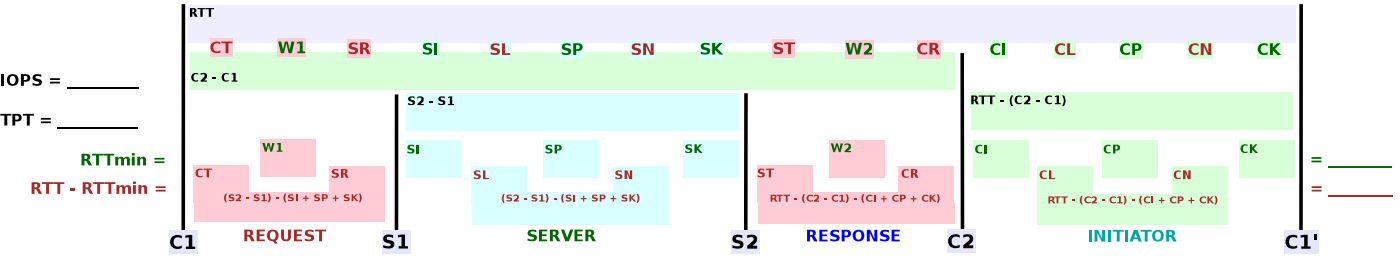 RTT
CT W1 SR SI SL SP SN SK ST W2 CR CI CL CP CN CK
IOPS = ________
C2 - C1
S2 - S1
RTT - (C2 - C1)
TPT = ________
RTTmin =
W1
SI
SP
SK
W2
CI
CP
CK
= ________
CT
SR
SL
SN
ST
CR
CL
CN
RTT - RTTmin =
(S2 - S1) - (SI + SP + SK)
(S2 - S1) - (SI + SP + SK)
RTT - (C2 - C1) - (CI + CP + CK)
RTT - (C2 - C1) - (CI + CP + CK)
= ________
C1 REQUEST S1 SERVER S2 RESPONSE C2 INITIATOR C1'